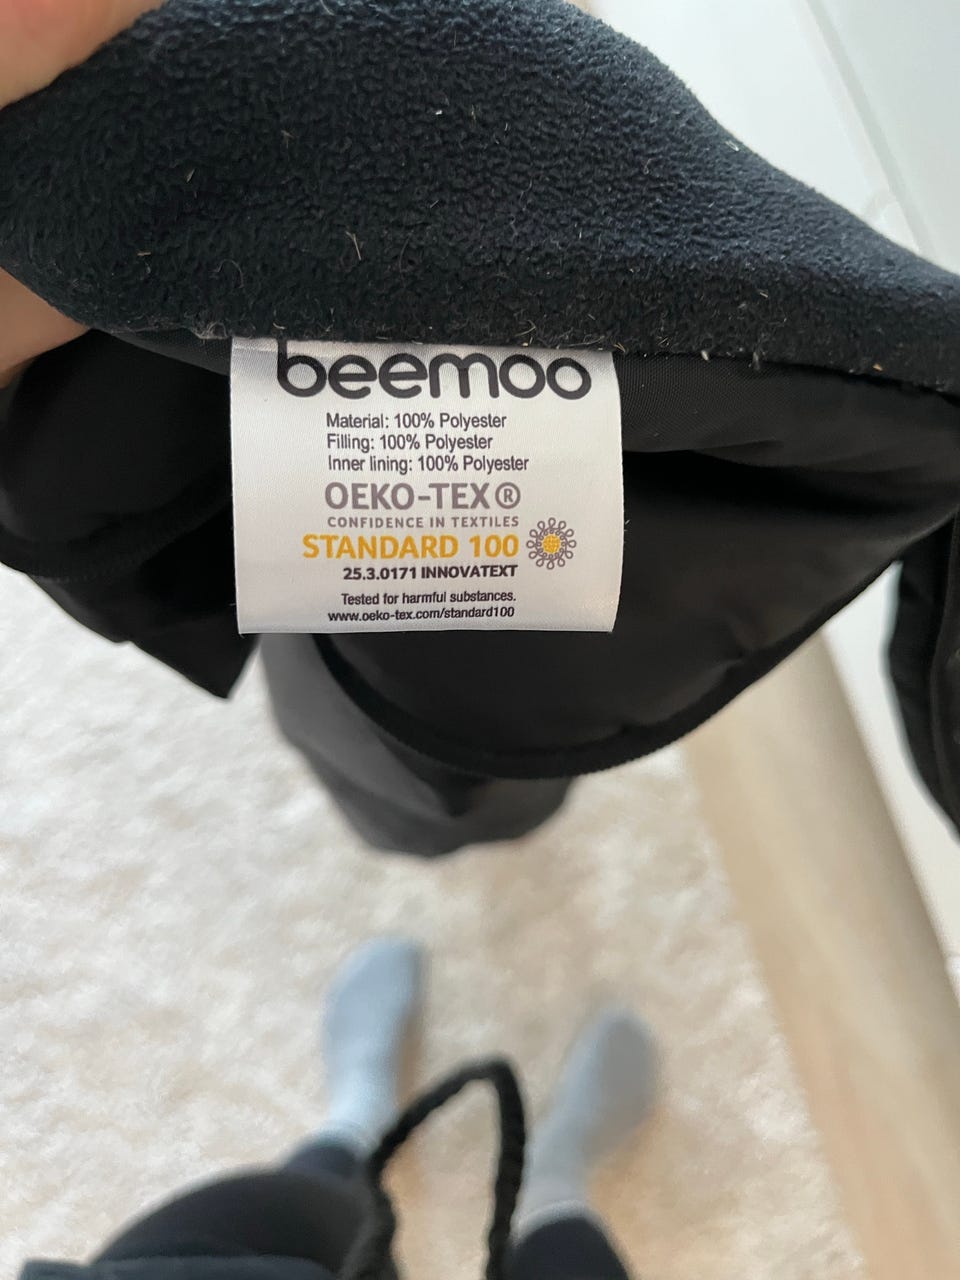 beemoo
Material: 100% Polyester
Filling: 100% Polyester
Inner lining: 100% Polyester
OEKO-TEX®
CONFIDENCE IN TEXTILES
STANDARD 100
25.3.0171 INNOVATEXT
Tested for harmful substances.
www.oeko-tex.com/standard100